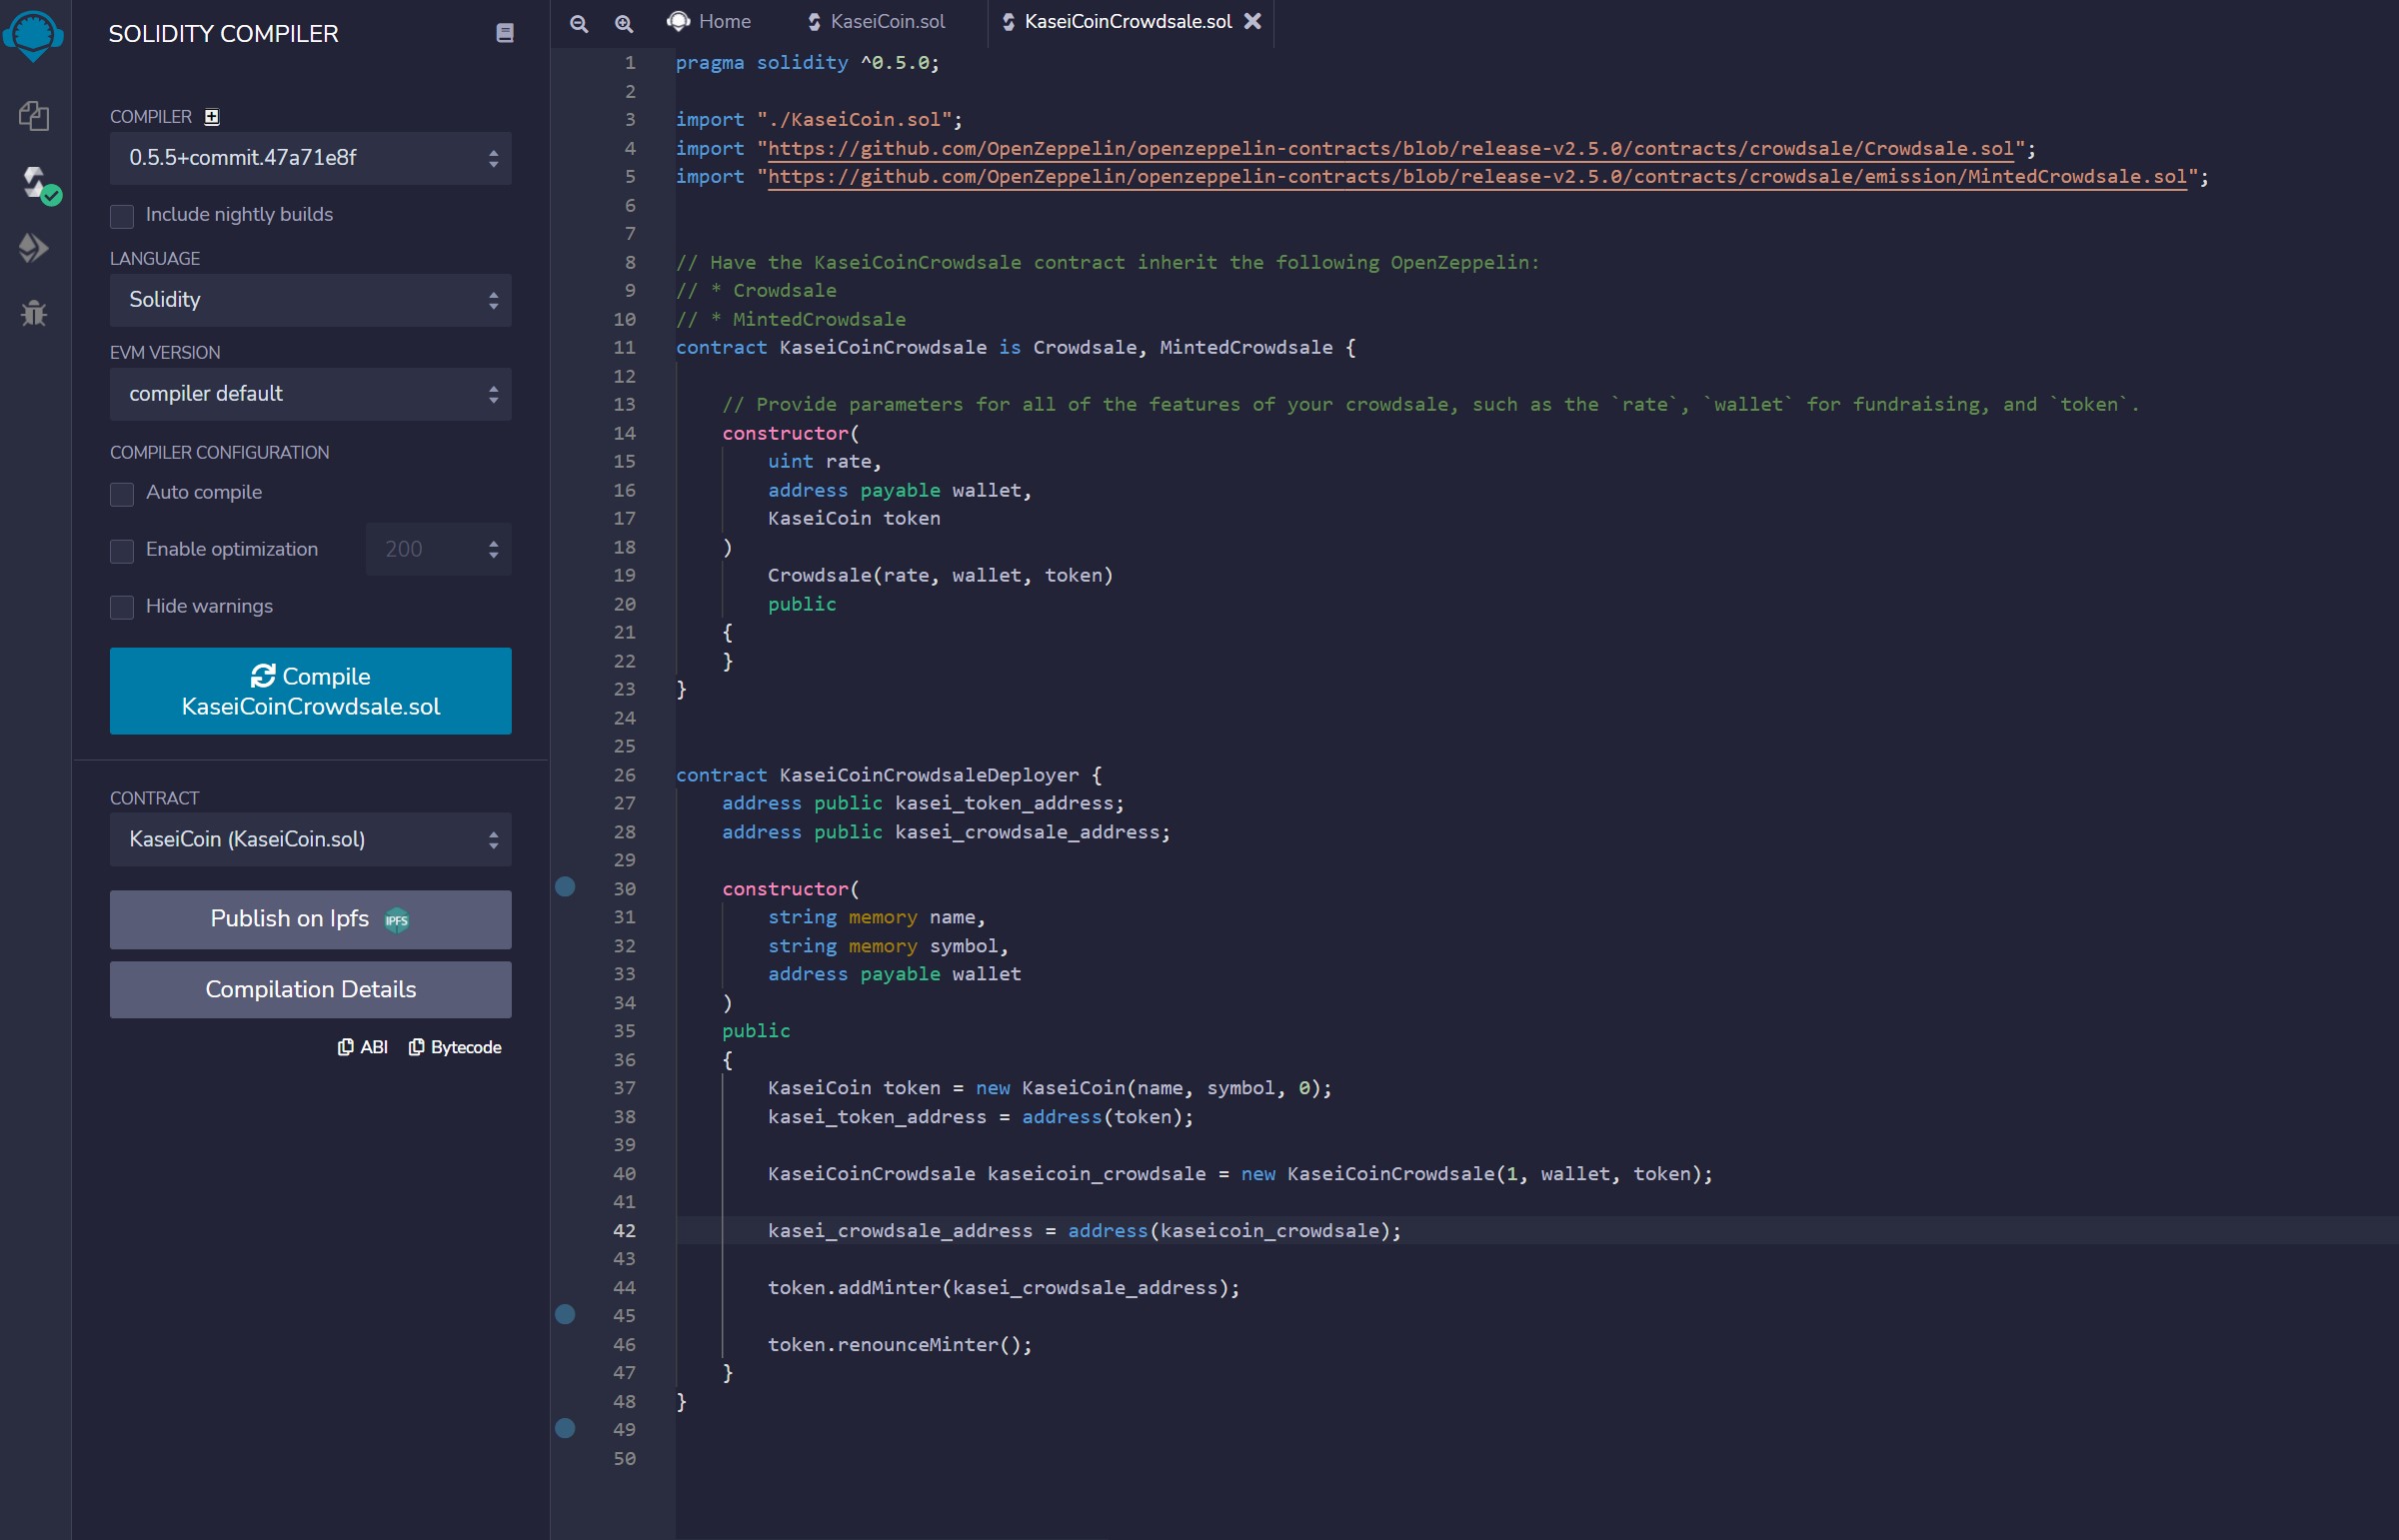 SOLIDITY COMPILER
COMPILER
0.5.5+commit.47a71e8f
Include nightly builds
LANGUAGE
Solidity
EVM VERSION
compiler default
COMPILER CONFIGURATION
Auto compile
Enable optimization 200
Hide warnings
Compile
KaseiCoinCrowdsale.sol
CONTRACT
KaseiCoin (KaseiCoin.sol)
Publish on Ipfs IPFS
Compilation Details
ABI Bytecode
Home KaseiCoin.sol KaseiCoinCrowdsale.sol
1 pragma solidity ^0.5.0;
2
3 import "./KaseiCoin.sol";
4 import "https://github.com/OpenZeppelin/openzeppelin-contracts/blob/release-v2.5.0/contracts/crowdsale/Crowdsale.sol";
5 import "https://github.com/OpenZeppelin/openzeppelin-contracts/blob/release-v2.5.0/contracts/crowdsale/emission/MintedCrowdsale.sol";
6
7
8 // Have the KaseiCoinCrowdsale contract inherit the following OpenZeppelin:
9 // * Crowdsale
10 // * MintedCrowdsale
11 contract KaseiCoinCrowdsale is Crowdsale, MintedCrowdsale {
12
13 // Provide parameters for all of the features of your crowdsale, such as the `rate`, `wallet` for fundraising, and `token`.
14 constructor(
15 uint rate,
16 address payable wallet,
17 KaseiCoin token
18 )
19 Crowdsale(rate, wallet, token)
20 public
21 {
22 }
23 }
24
25
26 contract KaseiCoinCrowdsaleDeployer {
27 address public kasei_token_address;
28 address public kasei_crowdsale_address;
29
30 constructor(
31 string memory name,
32 string memory symbol,
33 address payable wallet
34 )
35 public
36 {
37 KaseiCoin token = new KaseiCoin(name, symbol, 0);
38 kasei_token_address = address(token);
39
40 KaseiCoinCrowdsale kaseicoin_crowdsale = new KaseiCoinCrowdsale(1, wallet, token);
41
42 kasei_crowdsale_address = address(kaseicoin_crowdsale);
43
44 token.addMinter(kasei_crowdsale_address);
45
46 token.renounceMinter();
47 }
48 }
49
50